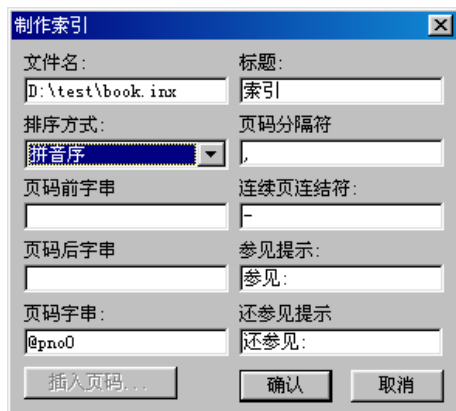 制作索引
文件名: 标题:
D:\test\book.inx 索引
排序方式: 页码分隔符
拼音序 ,
页码前字串 连续页连结符:
-
页码后字串 参见提示:
参见:
页码字串: 还参见提示
@pno0 还参见:
插入页码... 确认 取消